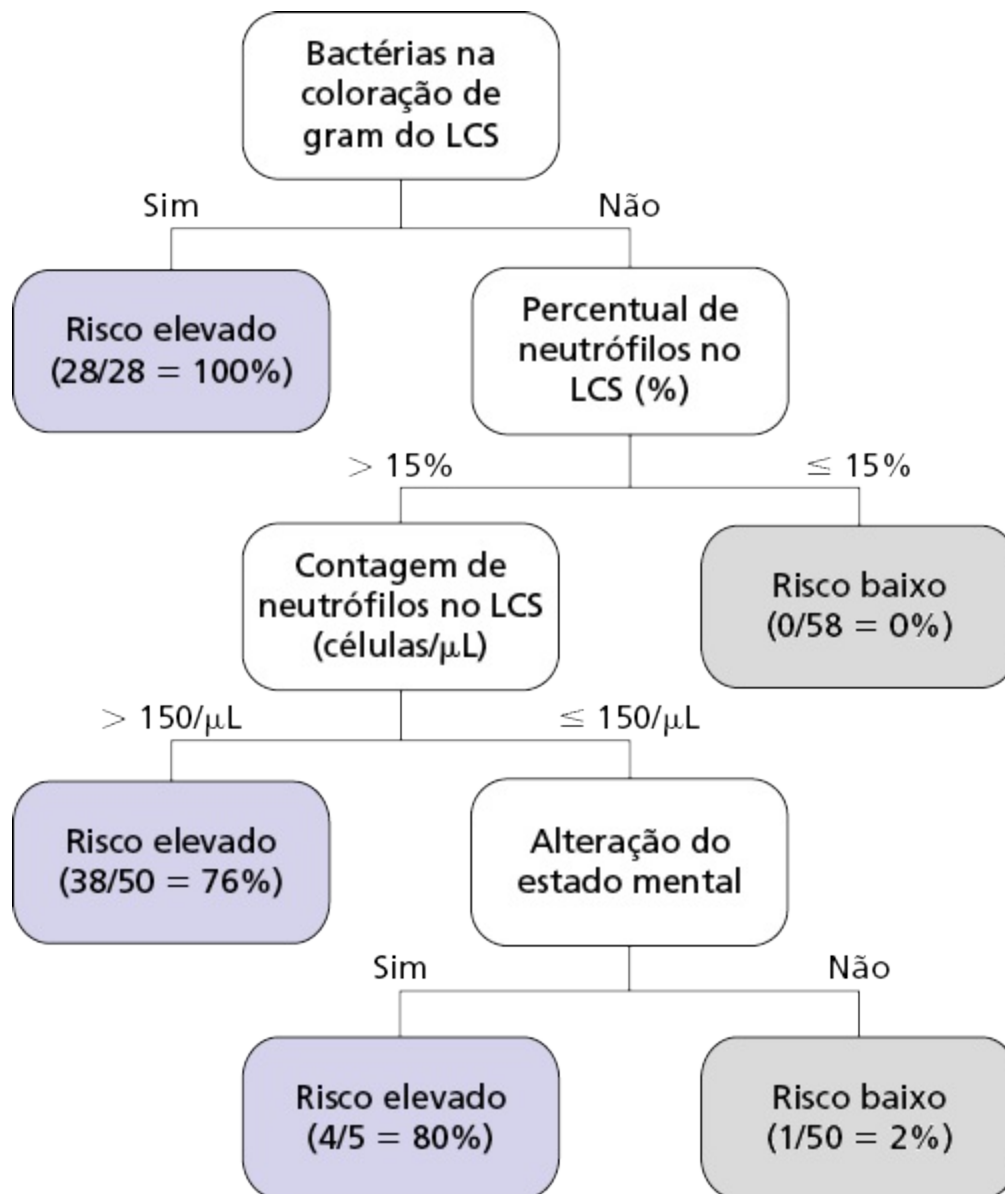 Bactérias na
coloração de
gram do LCS
Sim
Não
Risco elevado
(28/28 = 100%)
Percentual de
neutrófilos no
LCS (%)
> 15%
≤ 15%
Contagem de
neutrófilos no LCS
(células/μL)
Risco baixo
(0/58 = 0%)
> 150/μL
≤ 150/μL
Risco elevado
(38/50 = 76%)
Alteração do
estado mental
Sim
Não
Risco elevado
(4/5 = 80%)
Risco baixo
(1/50 = 2%)